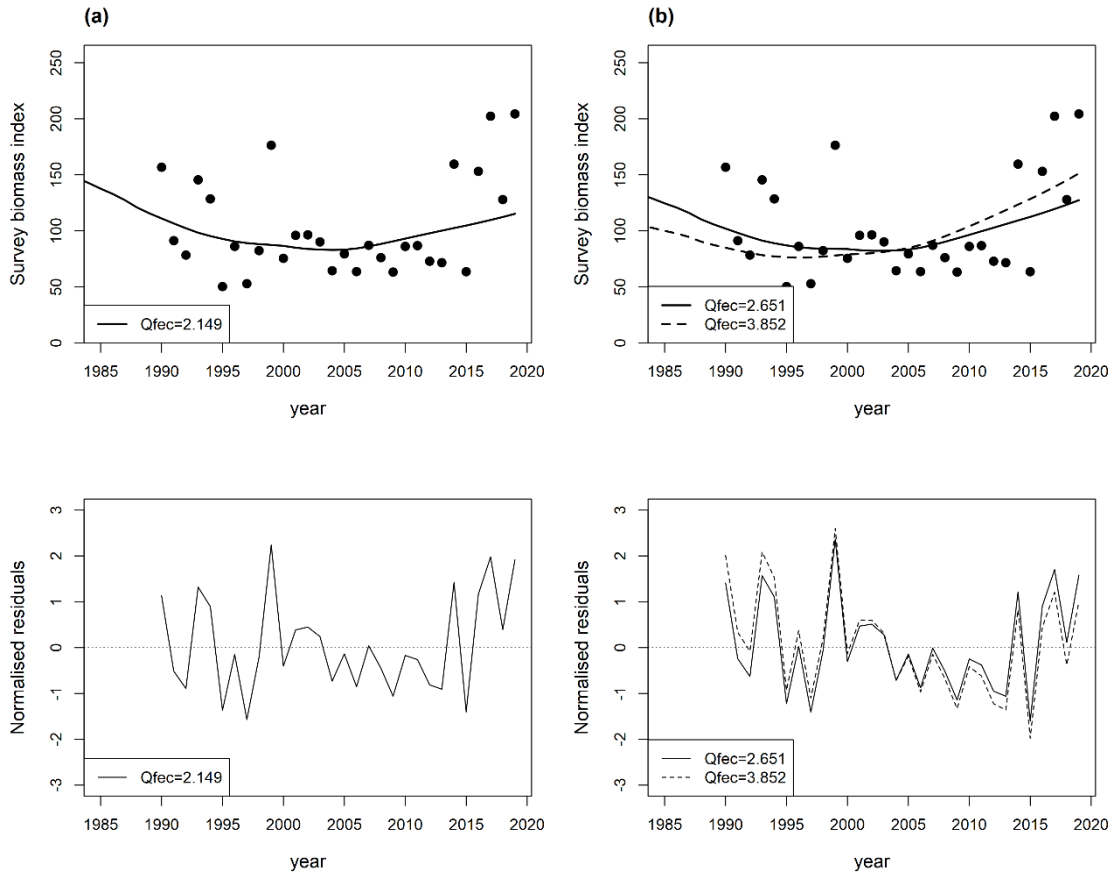 (a)
Survey biomass index
250
200
150
100
50
0
Qfec=2.149
1985 1990 1995 2000 2005 2010 2015 2020
year
(b)
Survey biomass index
250
200
150
100
50
0
Qfec=2.651
Qfec=3.852
1985 1990 1995 2000 2005 2010 2015 2020
year
Normalised residuals
3
2
1
0
-1
-2
-3
Qfec=2.149
1985 1990 1995 2000 2005 2010 2015 2020
year
Normalised residuals
3
2
1
0
-1
-2
-3
Qfec=2.651
Qfec=3.852
1985 1990 1995 2000 2005 2010 2015 2020
year